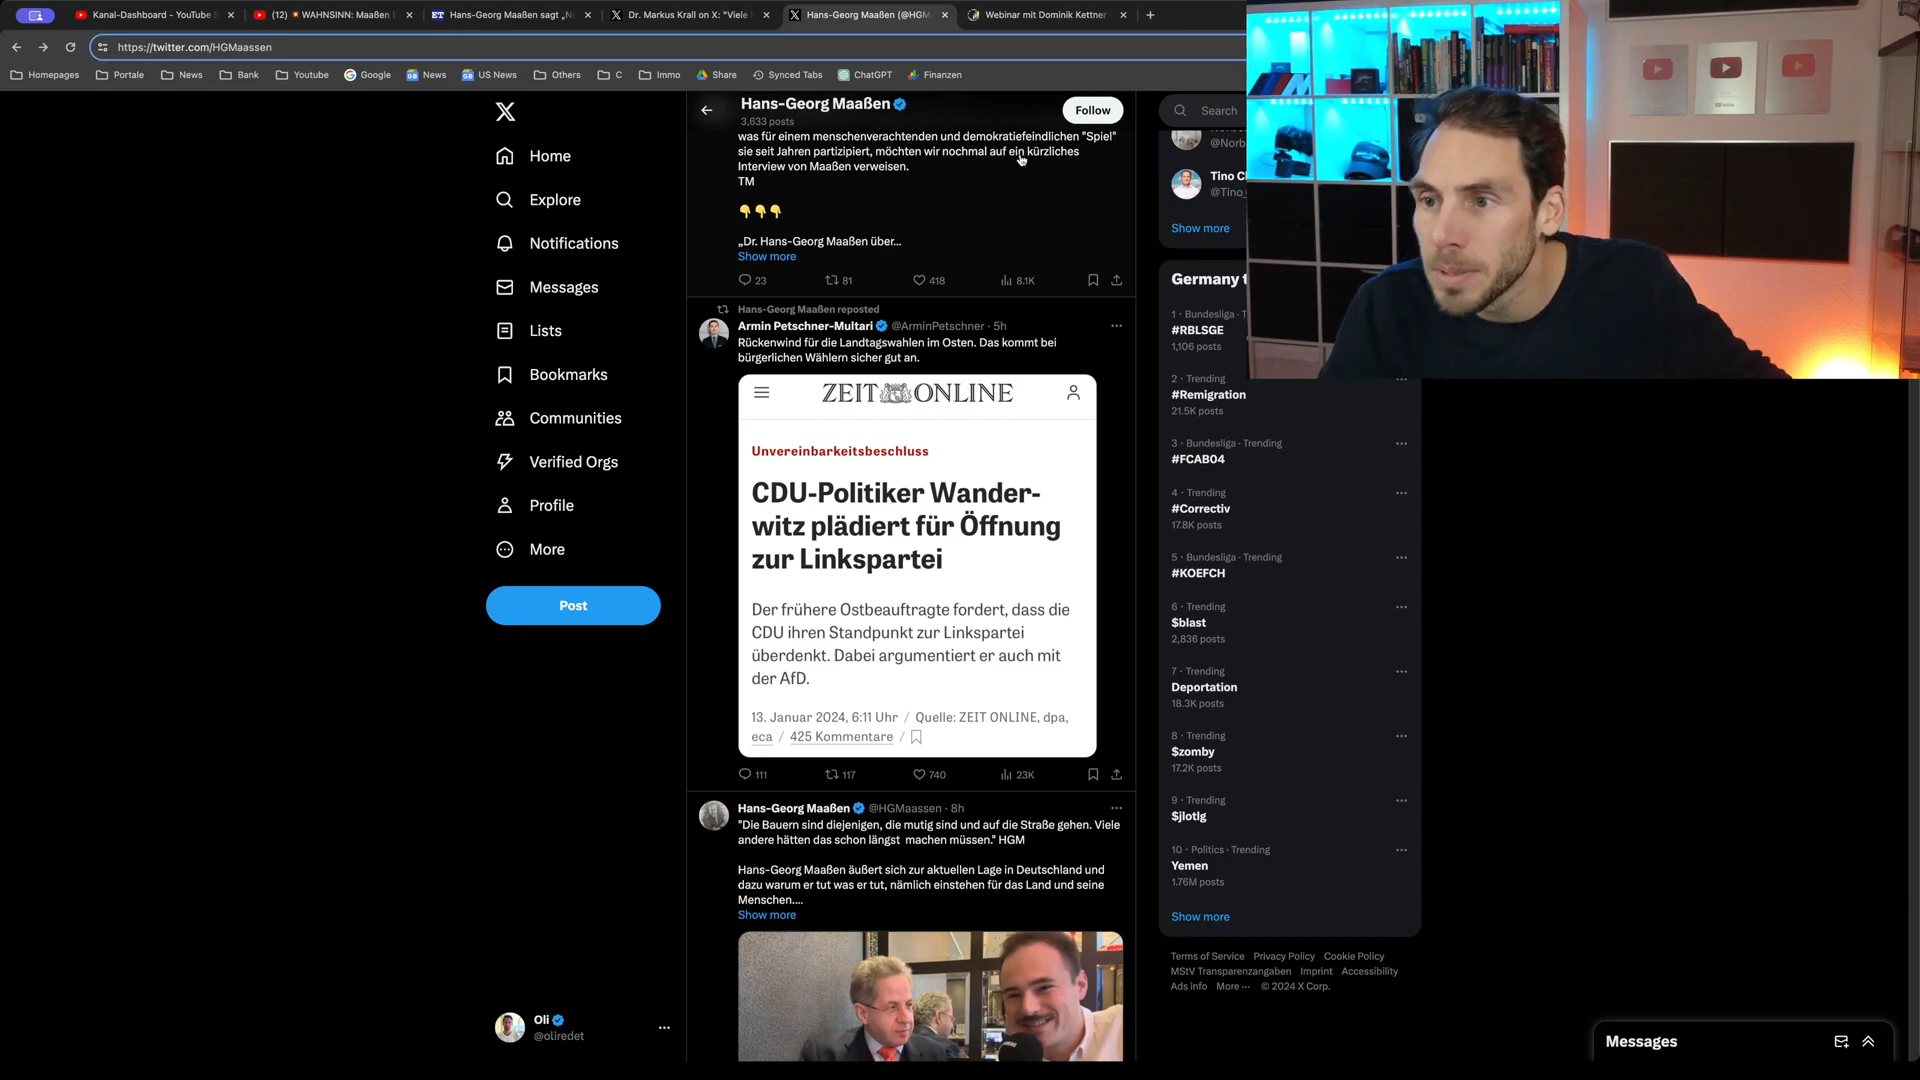 Kanal-Dashboard - YouTube S
(12) WAHNSINN: Maaßen B
Hans-Georg Maaßen sagt „Ne
Dr. Markus Krall on X: "Viele H
Hans-Georg Maaßen (@HGM
Webinar mit Dominik Kettner
https://twitter.com/HGMaassen
Homepages
Portale
News
Bank
Youtube
Google
News
US News
Others
C
Immo
Share
Synced Tabs
ChatGPT
Finanzen
Home
Explore
Notifications
Messages
Lists
Bookmarks
Communities
Verified Orgs
Profile
More
Post
Oli
@oliredet
Hans-Georg Maaßen
3,633 posts
Follow
was für einem menschenverachtenden und demokratiefeindlichen "Spiel"
sie seit Jahren partizipiert, möchten wir nochmal auf ein kürzliches
Interview von Maaßen verweisen.
TM
👇👇👇
„Dr. Hans-Georg Maaßen über...
Show more
23 81 418 8.1K
Hans-Georg Maaßen reposted
Armin Petschner-Multari @ArminPetschner · 5h
Rückenwind für die Landtagswahlen im Osten. Das kommt bei
bürgerlichen Wählern sicher gut an.
ZEIT ONLINE
Unvereinbarkeitsbeschluss
CDU-Politiker Wander-
witz plädiert für Öffnung
zur Linkspartei
Der frühere Ostbeauftragte fordert, dass die
CDU ihren Standpunkt zur Linkspartei
überdenkt. Dabei argumentiert er auch mit
der AfD.
13. Januar 2024, 6:11 Uhr / Quelle: ZEIT ONLINE, dpa,
eca / 425 Kommentare /
111 117 740 23K
Hans-Georg Maaßen @HGMaassen · 8h
"Die Bauern sind diejenigen, die mutig sind und auf die Straße gehen. Viele
andere hätten das schon längst machen müssen." HGM
Hans-Georg Maaßen äußert sich zur aktuellen Lage in Deutschland und
dazu warum er tut was er tut, nämlich einstehen für das Land und seine
Menschen....
Show more
Search
@Norb
Tino C
@Tino_
Show more
Germany t
1 · Bundesliga · T
#RBLSGE
1,106 posts
2 · Trending
#Remigration
21.5K posts
3 · Bundesliga · Trending
#FCAB04
4 · Trending
#Correctiv
17.8K posts
5 · Bundesliga · Trending
#KOEFCH
6 · Trending
$blast
2,836 posts
7 · Trending
Deportation
18.3K posts
8 · Trending
$zomby
17.2K posts
9 · Trending
$jlotlg
10 · Politics · Trending
Yemen
1.76M posts
Show more
Terms of Service Privacy Policy Cookie Policy
MStV Transparenzangaben Imprint Accessibility
Ads info More ··· © 2024 X Corp.
Messages